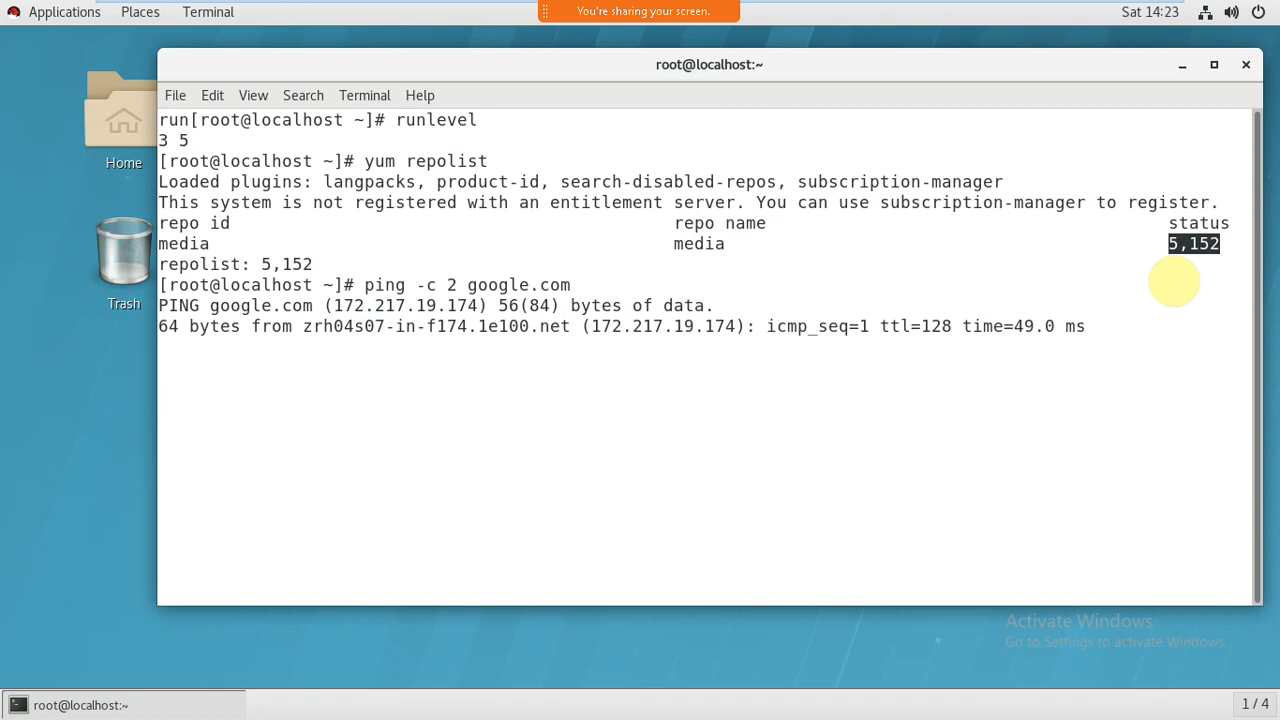 Applications Places Terminal
You're sharing your screen.
Sat 14:23
root@localhost:~
File Edit View Search Terminal Help
run[root@localhost ~]# runlevel
3 5
[root@localhost ~]# yum repolist
Loaded plugins: langpacks, product-id, search-disabled-repos, subscription-manager
This system is not registered with an entitlement server. You can use subscription-manager to register.
repo id repo name status
media media 5,152
repolist: 5,152
[root@localhost ~]# ping -c 2 google.com
PING google.com (172.217.19.174) 56(84) bytes of data.
64 bytes from zrh04s07-in-f174.1e100.net (172.217.19.174): icmp_seq=1 ttl=128 time=49.0 ms
Home
Trash
Activate Windows
Go to Settings to activate Windows.
root@localhost:~
1 / 4